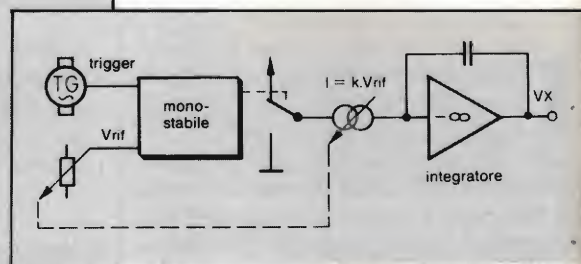 trigger
TG
Vrif
mono-
stabile
I = k.Vrif
- ∞
VX
integratore